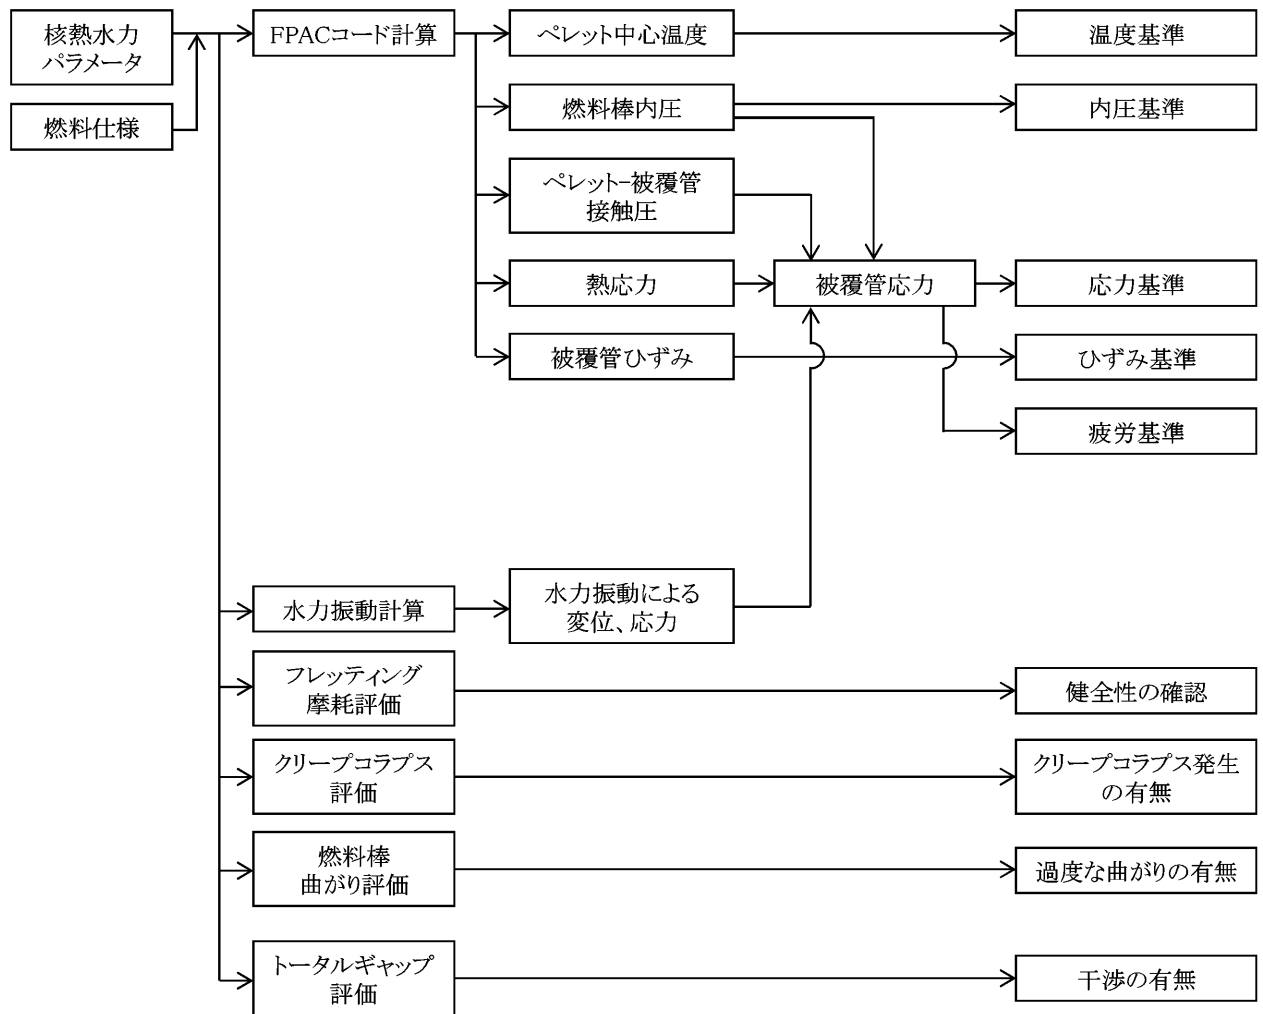 核熱水力
パラメータ
燃料仕様
FPACコード計算
ペレット中心温度
温度基準
燃料棒内圧
内圧基準
ペレット−被覆管
接触圧
熱応力
被覆管応力
応力基準
被覆管ひずみ
ひずみ基準
疲労基準
水力振動計算
水力振動による
変位、応力
フレッティング
摩耗評価
健全性の確認
クリープコラプス
評価
クリープコラプス発生
の有無
燃料棒
曲がり評価
過度な曲がりの有無
トータルギャップ
評価
干渉の有無